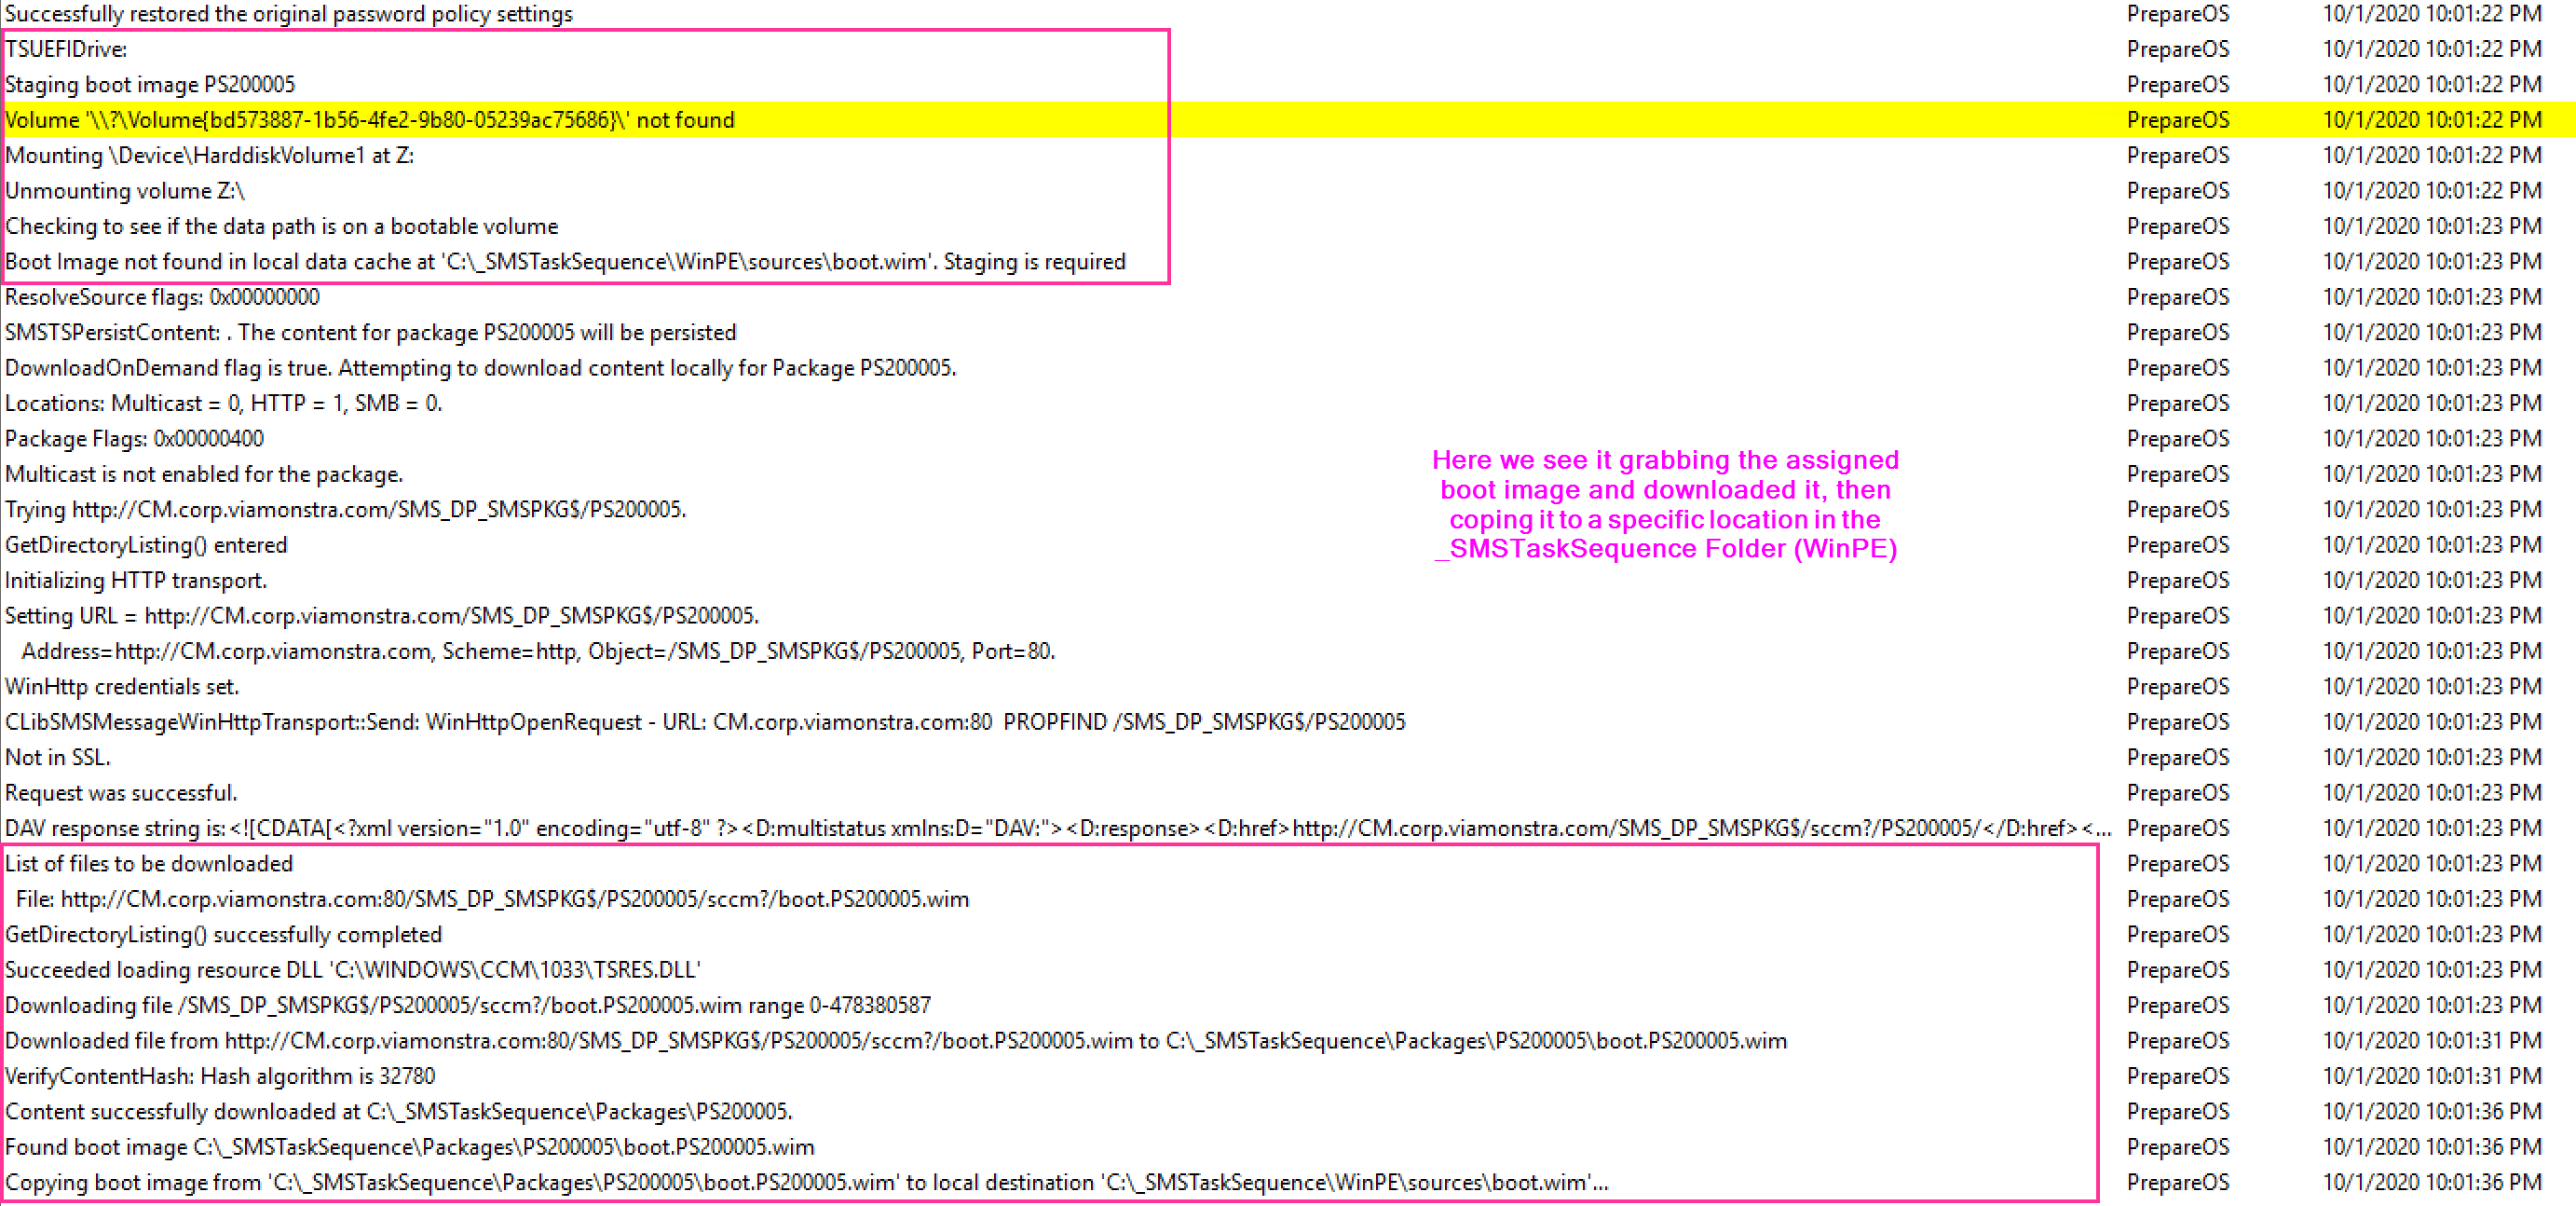 Successfully restored the original password policy settings PrepareOS 10/1/2020 10:01:22 PM
TSUEFIDrive: PrepareOS 10/1/2020 10:01:22 PM
Staging boot image PS200005 PrepareOS 10/1/2020 10:01:22 PM
Volume '\\?\Volume{bd573887-1b56-4fe2-9b80-05239ac75686}\' not found PrepareOS 10/1/2020 10:01:22 PM
Mounting \Device\HarddiskVolume1 at Z: PrepareOS 10/1/2020 10:01:22 PM
Unmounting volume Z:\ PrepareOS 10/1/2020 10:01:22 PM
Checking to see if the data path is on a bootable volume PrepareOS 10/1/2020 10:01:23 PM
Boot Image not found in local data cache at 'C:\_SMSTaskSequence\WinPE\sources\boot.wim'. Staging is required PrepareOS 10/1/2020 10:01:23 PM
ResolveSource flags: 0x00000000 PrepareOS 10/1/2020 10:01:23 PM
SMSTSPersistContent: . The content for package PS200005 will be persisted PrepareOS 10/1/2020 10:01:23 PM
DownloadOnDemand flag is true. Attempting to download content locally for Package PS200005. PrepareOS 10/1/2020 10:01:23 PM
Locations: Multicast = 0, HTTP = 1, SMB = 0. PrepareOS 10/1/2020 10:01:23 PM
Package Flags: 0x00000400 PrepareOS 10/1/2020 10:01:23 PM
Multicast is not enabled for the package. PrepareOS 10/1/2020 10:01:23 PM
Trying http://CM.corp.viamonstra.com/SMS_DP_SMSPKG$/PS200005. PrepareOS 10/1/2020 10:01:23 PM
GetDirectoryListing() entered PrepareOS 10/1/2020 10:01:23 PM
Initializing HTTP transport. PrepareOS 10/1/2020 10:01:23 PM
Here we see it grabbing the assigned
boot image and downloaded it, then
coping it to a specific location in the
_SMSTaskSequence Folder (WinPE)
Setting URL = http://CM.corp.viamonstra.com/SMS_DP_SMSPKG$/PS200005. PrepareOS 10/1/2020 10:01:23 PM
Address=http://CM.corp.viamonstra.com, Scheme=http, Object=/SMS_DP_SMSPKG$/PS200005, Port=80. PrepareOS 10/1/2020 10:01:23 PM
WinHttp credentials set. PrepareOS 10/1/2020 10:01:23 PM
CLibSMSMessageWinHttpTransport::Send: WinHttpOpenRequest - URL: CM.corp.viamonstra.com:80  PROPFIND /SMS_DP_SMSPKG$/PS200005 PrepareOS 10/1/2020 10:01:23 PM
Not in SSL. PrepareOS 10/1/2020 10:01:23 PM
Request was successful. PrepareOS 10/1/2020 10:01:23 PM
DAV response string is:<![CDATA[<?xml version="1.0" encoding="utf-8" ?><D:multistatus xmlns:D="DAV:"><D:response><D:href>http://CM.corp.viamonstra.com/SMS_DP_SMSPKG$/sccm?/PS200005/</D:href><... PrepareOS 10/1/2020 10:01:23 PM
List of files to be downloaded PrepareOS 10/1/2020 10:01:23 PM
File: http://CM.corp.viamonstra.com:80/SMS_DP_SMSPKG$/PS200005/sccm?/boot.PS200005.wim PrepareOS 10/1/2020 10:01:23 PM
GetDirectoryListing() successfully completed PrepareOS 10/1/2020 10:01:23 PM
Succeeded loading resource DLL 'C:\WINDOWS\CCM\1033\TSRES.DLL' PrepareOS 10/1/2020 10:01:23 PM
Downloading file /SMS_DP_SMSPKG$/PS200005/sccm?/boot.PS200005.wim range 0-478380587 PrepareOS 10/1/2020 10:01:23 PM
Downloaded file from http://CM.corp.viamonstra.com:80/SMS_DP_SMSPKG$/PS200005/sccm?/boot.PS200005.wim to C:\_SMSTaskSequence\Packages\PS200005\boot.PS200005.wim PrepareOS 10/1/2020 10:01:31 PM
VerifyContentHash: Hash algorithm is 32780 PrepareOS 10/1/2020 10:01:31 PM
Content successfully downloaded at C:\_SMSTaskSequence\Packages\PS200005. PrepareOS 10/1/2020 10:01:36 PM
Found boot image C:\_SMSTaskSequence\Packages\PS200005\boot.PS200005.wim PrepareOS 10/1/2020 10:01:36 PM
Copying boot image from 'C:\_SMSTaskSequence\Packages\PS200005\boot.PS200005.wim' to local destination 'C:\_SMSTaskSequence\WinPE\sources\boot.wim'... PrepareOS 10/1/2020 10:01:36 PM